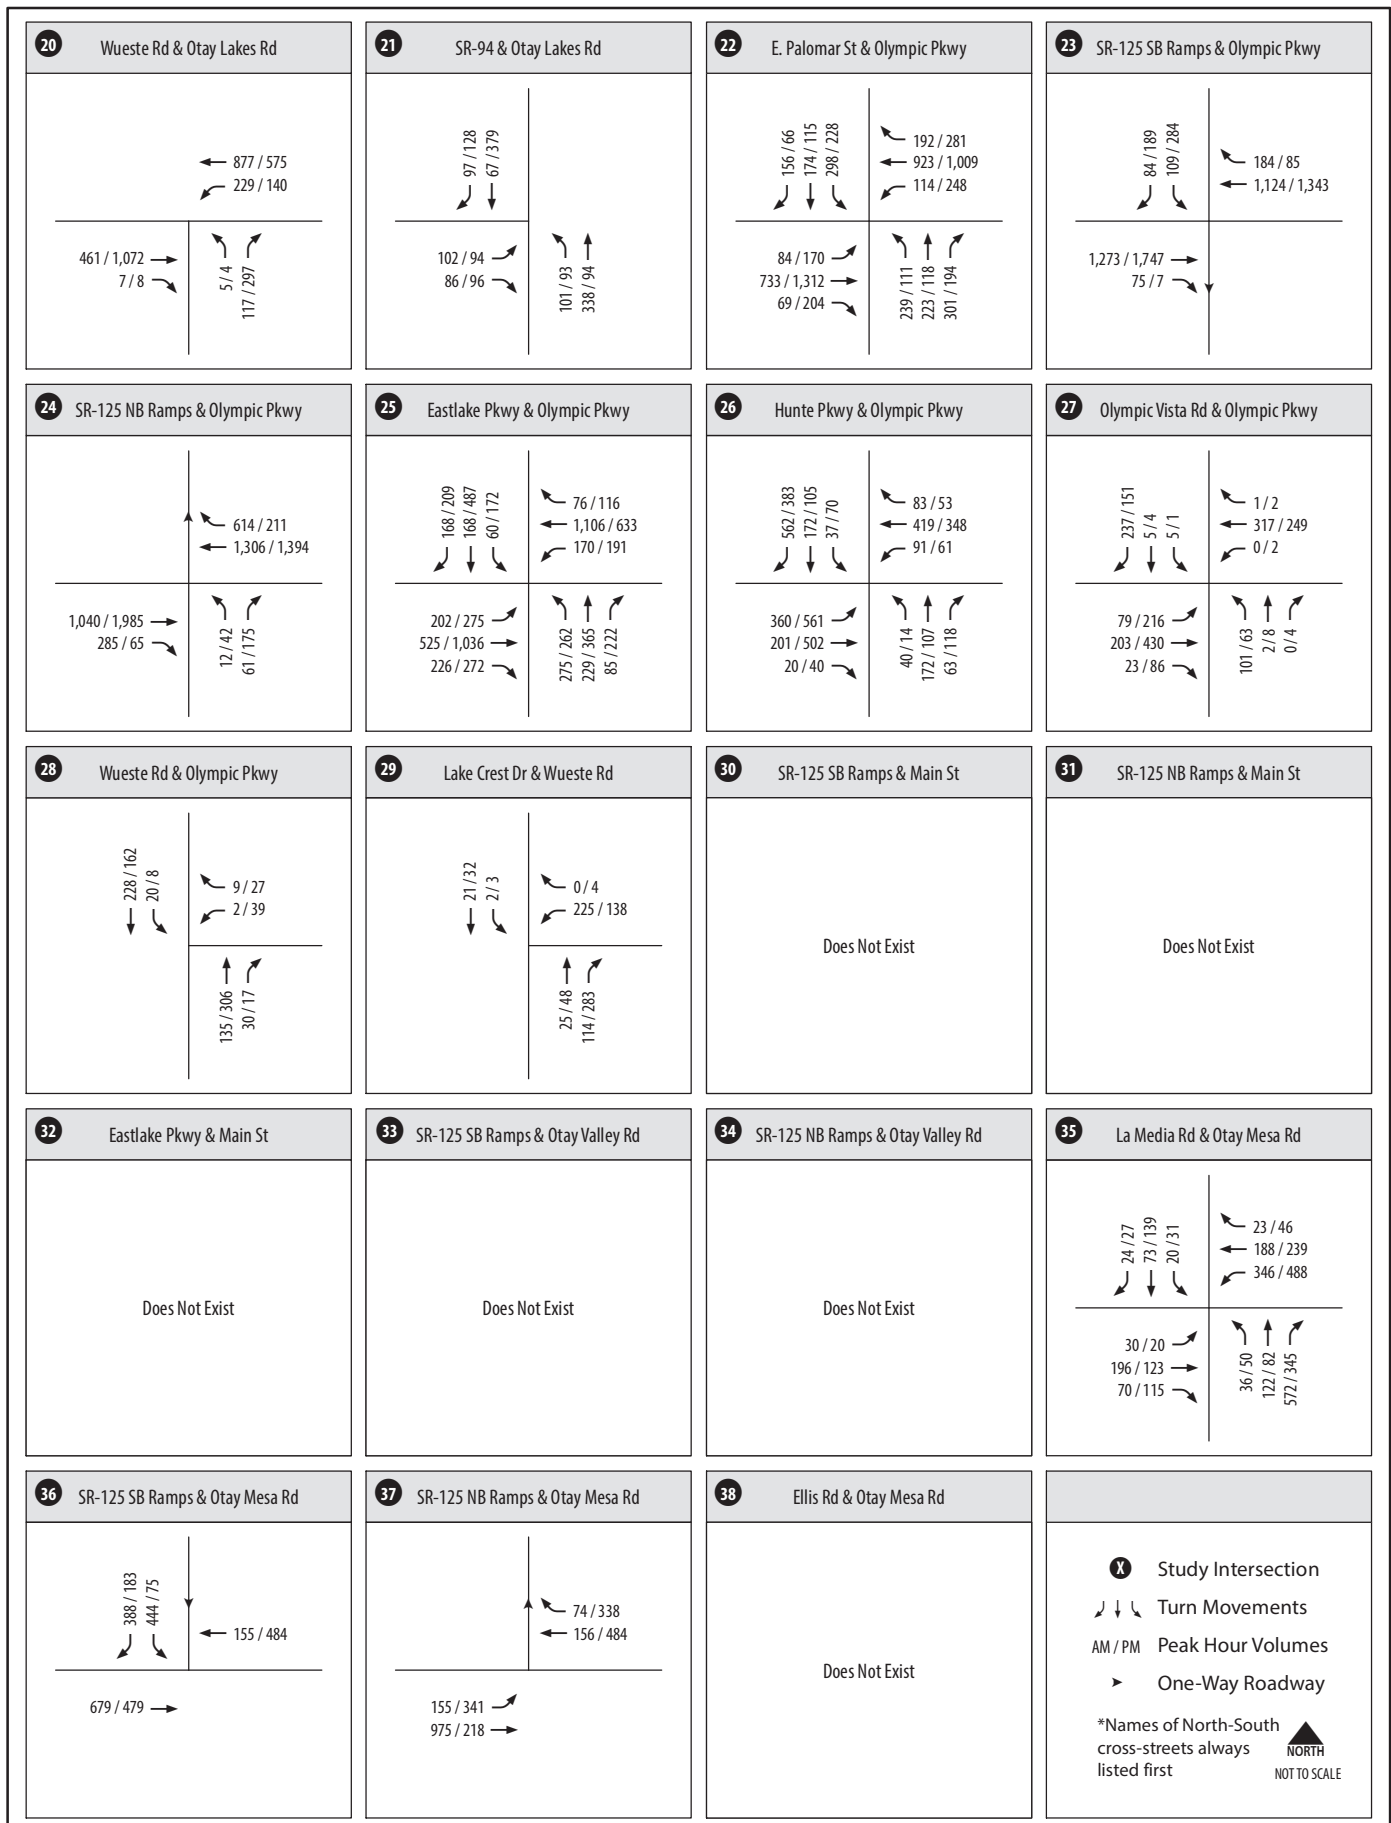 20 Wueste Rd & Otay Lakes Rd
877 / 575
229 / 140
461 / 1,072
7 / 8
5 / 4
117 / 297
21 SR-94 & Otay Lakes Rd
97 / 128
67 / 379
102 / 94
86 / 96
101 / 93
338 / 94
22 E. Palomar St & Olympic Pkwy
156 / 66
174 / 115
298 / 228
192 / 281
923 / 1,009
114 / 248
84 / 170
733 / 1,312
69 / 204
239 / 111
223 / 118
301 / 194
23 SR-125 SB Ramps & Olympic Pkwy
84 / 189
109 / 284
184 / 85
1,124 / 1,343
1,273 / 1,747
75 / 7
24 SR-125 NB Ramps & Olympic Pkwy
614 / 211
1,306 / 1,394
1,040 / 1,985
285 / 65
12 / 42
61 / 175
25 Eastlake Pkwy & Olympic Pkwy
168 / 209
168 / 487
60 / 172
76 / 116
1,106 / 633
170 / 191
202 / 275
525 / 1,036
226 / 272
275 / 262
229 / 365
85 / 222
26 Hunte Pkwy & Olympic Pkwy
562 / 383
172 / 105
37 / 70
83 / 53
419 / 348
91 / 61
360 / 561
201 / 502
20 / 40
40 / 14
172 / 107
63 / 118
27 Olympic Vista Rd & Olympic Pkwy
237 / 151
5 / 4
5 / 1
1 / 2
317 / 249
0 / 2
79 / 216
203 / 430
23 / 86
101 / 63
2 / 8
0 / 4
28 Wueste Rd & Olympic Pkwy
228 / 162
20 / 8
9 / 27
2 / 39
135 / 306
30 / 17
29 Lake Crest Dr & Wueste Rd
21 / 32
2 / 3
0 / 4
225 / 138
25 / 48
114 / 283
30 SR-125 SB Ramps & Main St
Does Not Exist
31 SR-125 NB Ramps & Main St
Does Not Exist
32 Eastlake Pkwy & Main St
Does Not Exist
33 SR-125 SB Ramps & Otay Valley Rd
Does Not Exist
34 SR-125 NB Ramps & Otay Valley Rd
Does Not Exist
35 La Media Rd & Otay Mesa Rd
24 / 27
73 / 139
20 / 31
23 / 46
188 / 239
346 / 488
30 / 20
196 / 123
70 / 115
36 / 50
122 / 82
572 / 345
36 SR-125 SB Ramps & Otay Mesa Rd
388 / 183
444 / 75
155 / 484
679 / 479
37 SR-125 NB Ramps & Otay Mesa Rd
74 / 338
156 / 484
155 / 341
975 / 218
38 Ellis Rd & Otay Mesa Rd
Does Not Exist
X Study Intersection
Turn Movements
AM / PM Peak Hour Volumes
One-Way Roadway
*Names of North-South
cross-streets always
listed first
NORTH
NOT TO SCALE